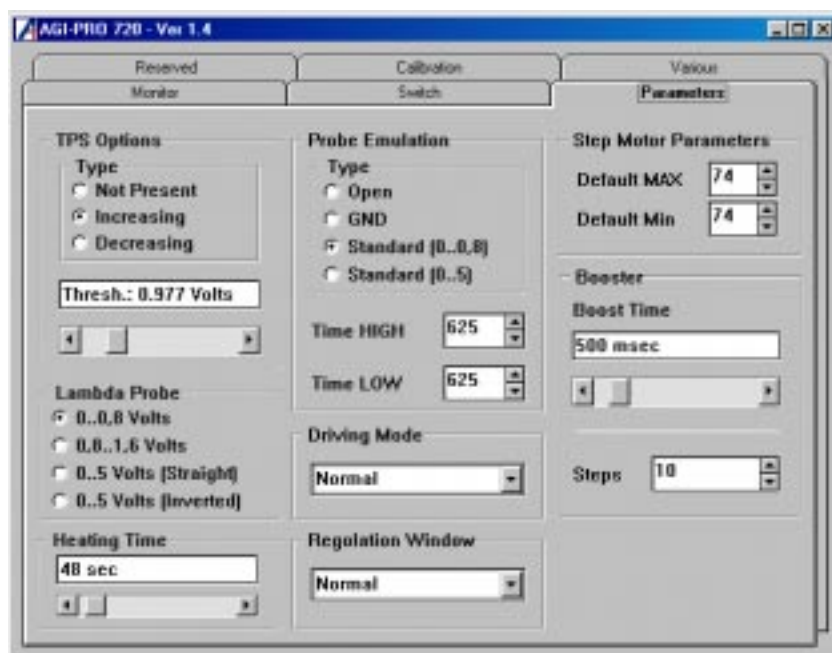 AGI-PRO 720 - Ver 1.4
Reserved
Calibration
Various
Monitor
Switch
Parameters
TPS Options
Type
Not Present
Increasing
Decreasing
Thresh.: 0.977 Volts
Lambda Probe
0..0,8 Volts
0,8..1,6 Volts
0..5 Volts (Straight)
0..5 Volts (Inverted)
Heating Time
48 sec
Probe Emulation
Type
Open
GND
Standard (0..0,8)
Standard (0..5)
Time HIGH
625
Time LOW
625
Driving Mode
Normal
Regolation Window
Normal
Step Motor Parameters
Default MAX
74
Default Min
74
Booster
Boost Time
500 msec
Steps
10